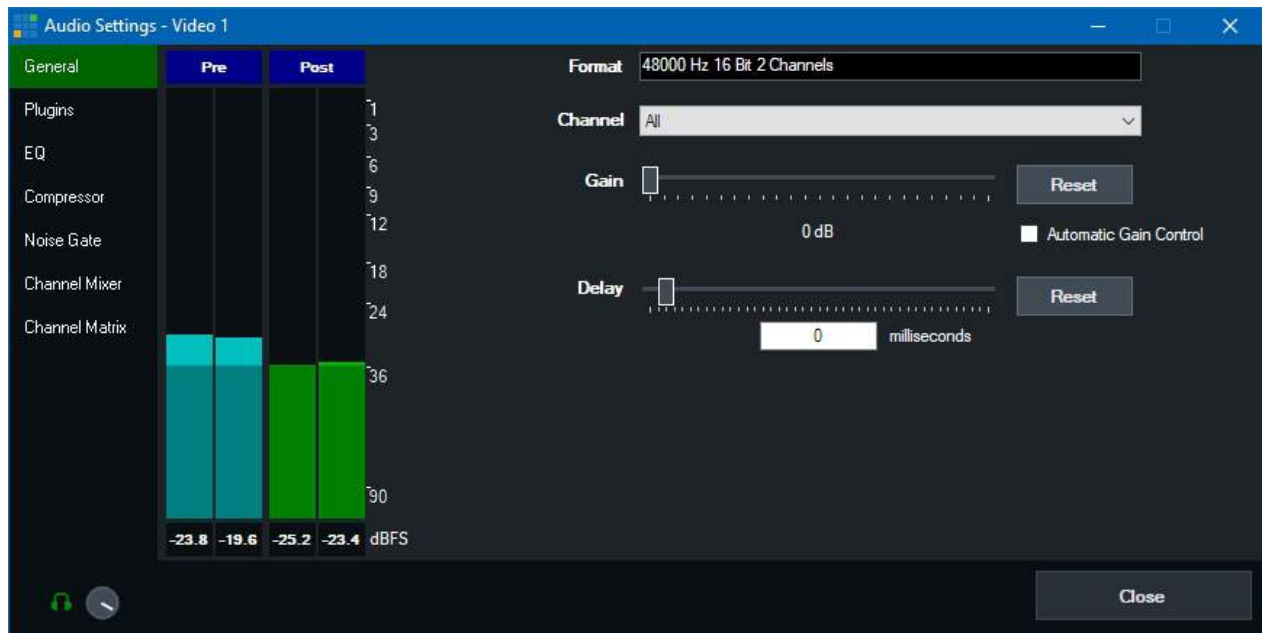 Audio Settings - Video 1
General
Plugins
EQ
Compressor
Noise Gate
Channel Mixer
Channel Matrix
Pre Post
1
3
6
9
12
18
24
36
90
-23.8 -19.6 -25.2 -23.4 dBFS
Format 48000 Hz 16 Bit 2 Channels
Channel All
Gain Reset
0 dB Automatic Gain Control
Delay Reset
0 milliseconds
Close